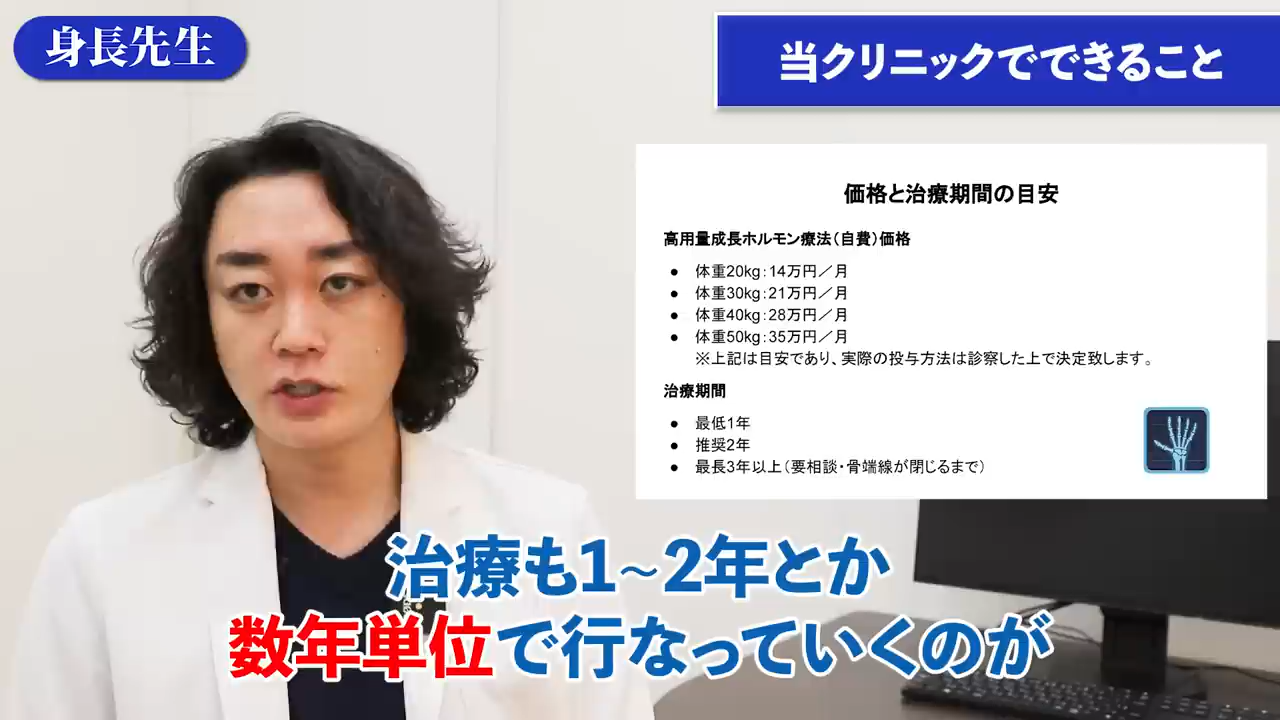 身長先生
当クリニックでできること
価格と治療期間の目安
高用量成長ホルモン療法（自費）価格
● 体重20kg：14万円／月
● 体重30kg：21万円／月
● 体重40kg：28万円／月
● 体重50kg：35万円／月
※上記は目安であり、実際の投与方法は診察した上で決定致します。
治療期間
● 最低1年
● 推奨2年
● 最長3年以上（要相談・骨端線が閉じるまで）
治療も1～2年とか
数年単位で行なっていくのが